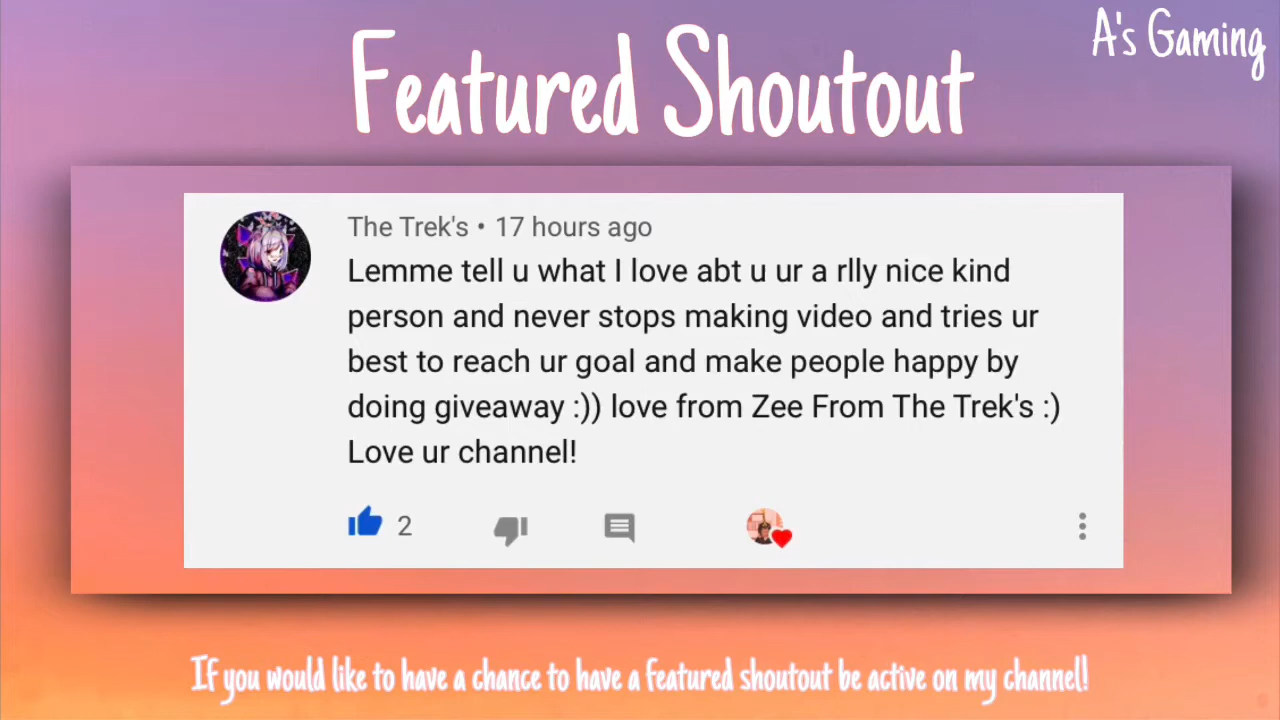 A's Gaming
Featured Shoutout
The Trek's • 17 hours ago
Lemme tell u what I love abt u ur a rlly nice kind
person and never stops making video and tries ur
best to reach ur goal and make people happy by
doing giveaway :)) love from Zee From The Trek's :)
Love ur channel!
2
If you would like to have a chance to have a featured shoutout be active on my channel!